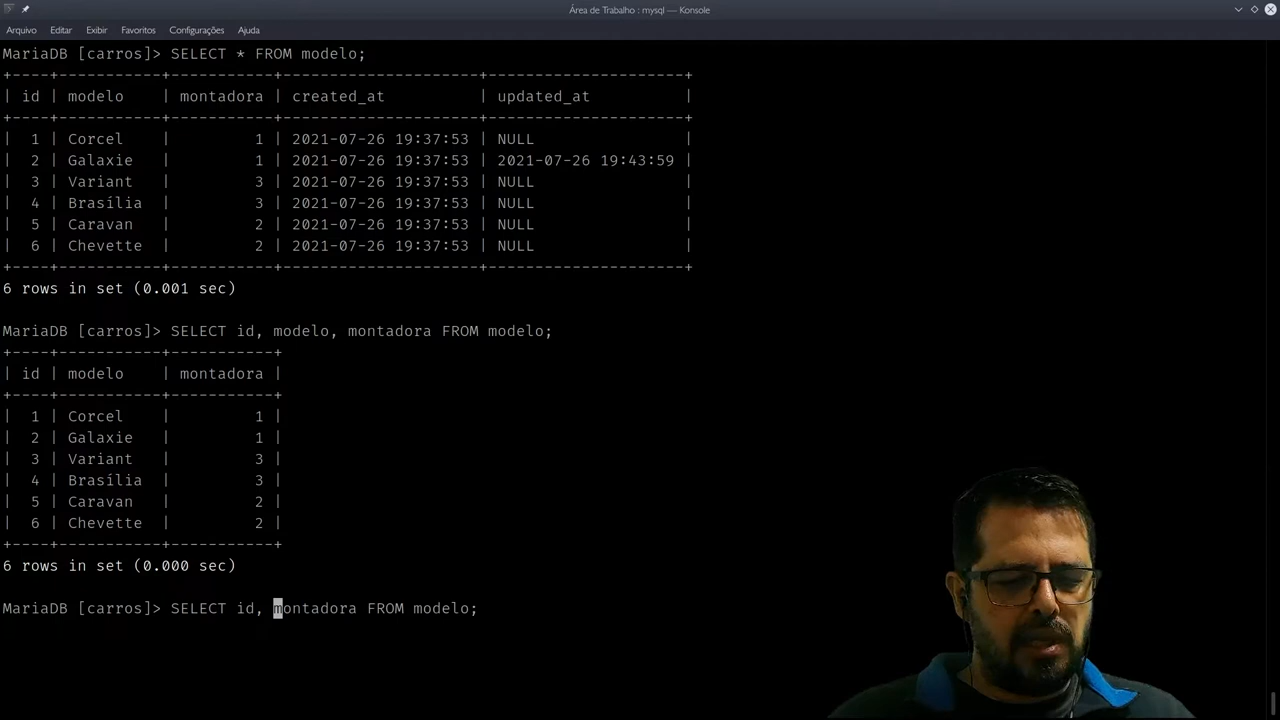 Área de Trabalho : mysql — Konsole
Arquivo Editar Exibir Favoritos Configurações Ajuda
MariaDB [carros]> SELECT * FROM modelo;
+----+-----------+-----------+---------------------+---------------------+
| id | modelo    | montadora | created_at          | updated_at          |
+----+-----------+-----------+---------------------+---------------------+
|  1 | Corcel    |         1 | 2021-07-26 19:37:53 | NULL                |
|  2 | Galaxie   |         1 | 2021-07-26 19:37:53 | 2021-07-26 19:43:59 |
|  3 | Variant   |         3 | 2021-07-26 19:37:53 | NULL                |
|  4 | Brasília  |         3 | 2021-07-26 19:37:53 | NULL                |
|  5 | Caravan   |         2 | 2021-07-26 19:37:53 | NULL                |
|  6 | Chevette  |         2 | 2021-07-26 19:37:53 | NULL                |
+----+-----------+-----------+---------------------+---------------------+
6 rows in set (0.001 sec)
MariaDB [carros]> SELECT id, modelo, montadora FROM modelo;
+----+-----------+-----------+
| id | modelo    | montadora |
+----+-----------+-----------+
|  1 | Corcel    |         1 |
|  2 | Galaxie   |         1 |
|  3 | Variant   |         3 |
|  4 | Brasília  |         3 |
|  5 | Caravan   |         2 |
|  6 | Chevette  |         2 |
+----+-----------+-----------+
6 rows in set (0.000 sec)
MariaDB [carros]> SELECT id, montadora FROM modelo;